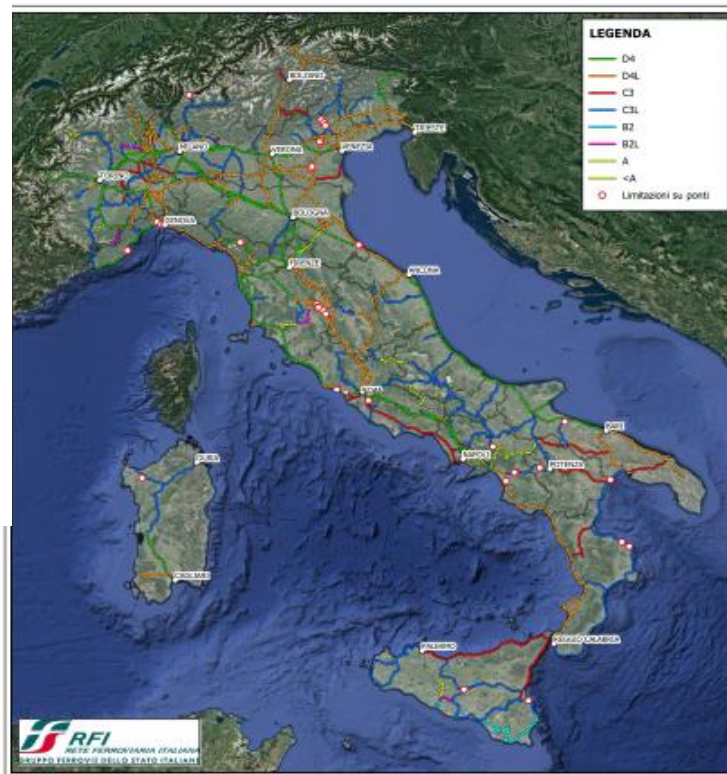 LEGENDA
D4
D4L
C3
C3L
B2
B2L
A
<A
Limitazioni su ponti
BOLZANO
TRIESTE
MILANO
VERONA
VENEZIA
TORINO
GENOVA
BOLOGNA
FIRENZE
ANCONA
ROMA
BARI
NAPOLI
POTENZA
OLBIA
CAGLIARI
PALERMO
REGGIO CALABRIA
RFI
RETE FERROVIARIA ITALIANA
GRUPPO FERROVIE DELLO STATO ITALIANE